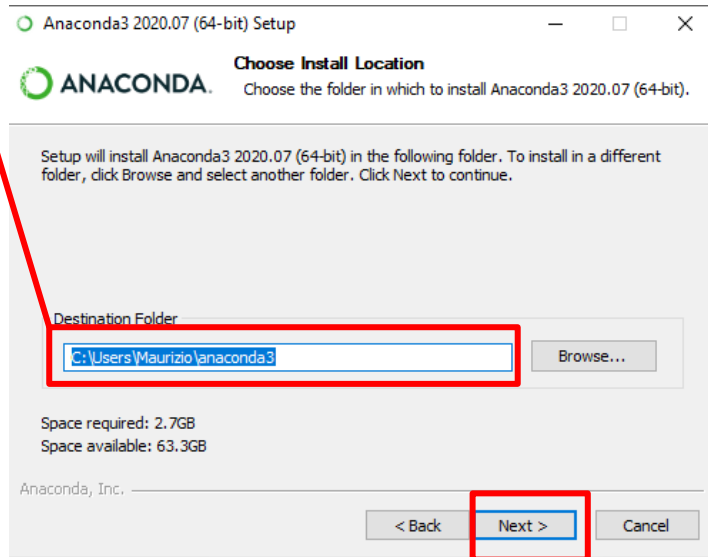 Anaconda3 2020.07 (64-bit) Setup
ANACONDA.
Choose Install Location
Choose the folder in which to install Anaconda3 2020.07 (64-bit).
Setup will install Anaconda3 2020.07 (64-bit) in the following folder. To install in a different
folder, click Browse and select another folder. Click Next to continue.
Destination Folder
C:\Users\Maurizio\anaconda3
Browse...
Space required: 2.7GB
Space available: 63.3GB
Anaconda, Inc.
< Back
Next >
Cancel